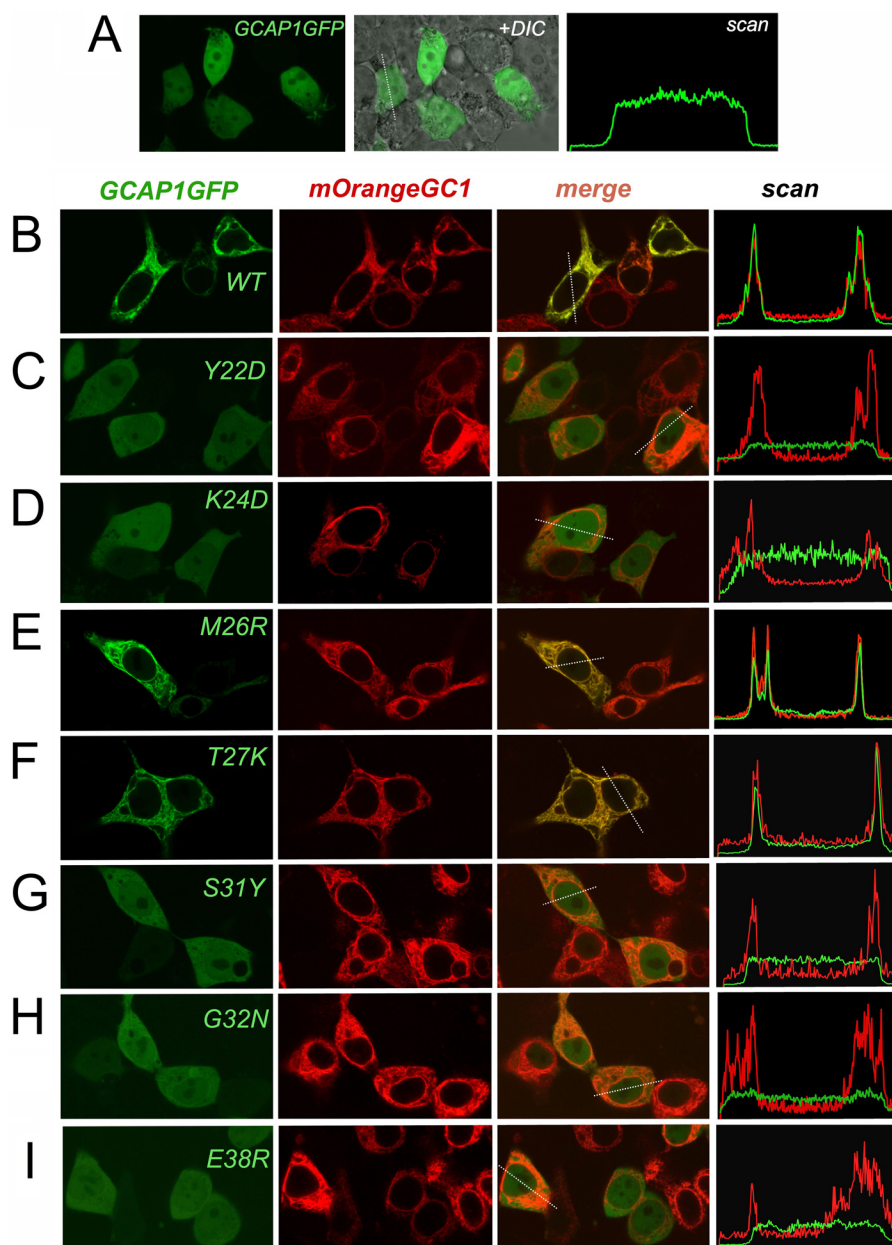 A GCAP1GFP +DIC scan
GCAP1GFP mOrangeGC1 merge scan
B WT
C Y22D
D K24D
E M26R
F T27K
G S31Y
H G32N
I E38R